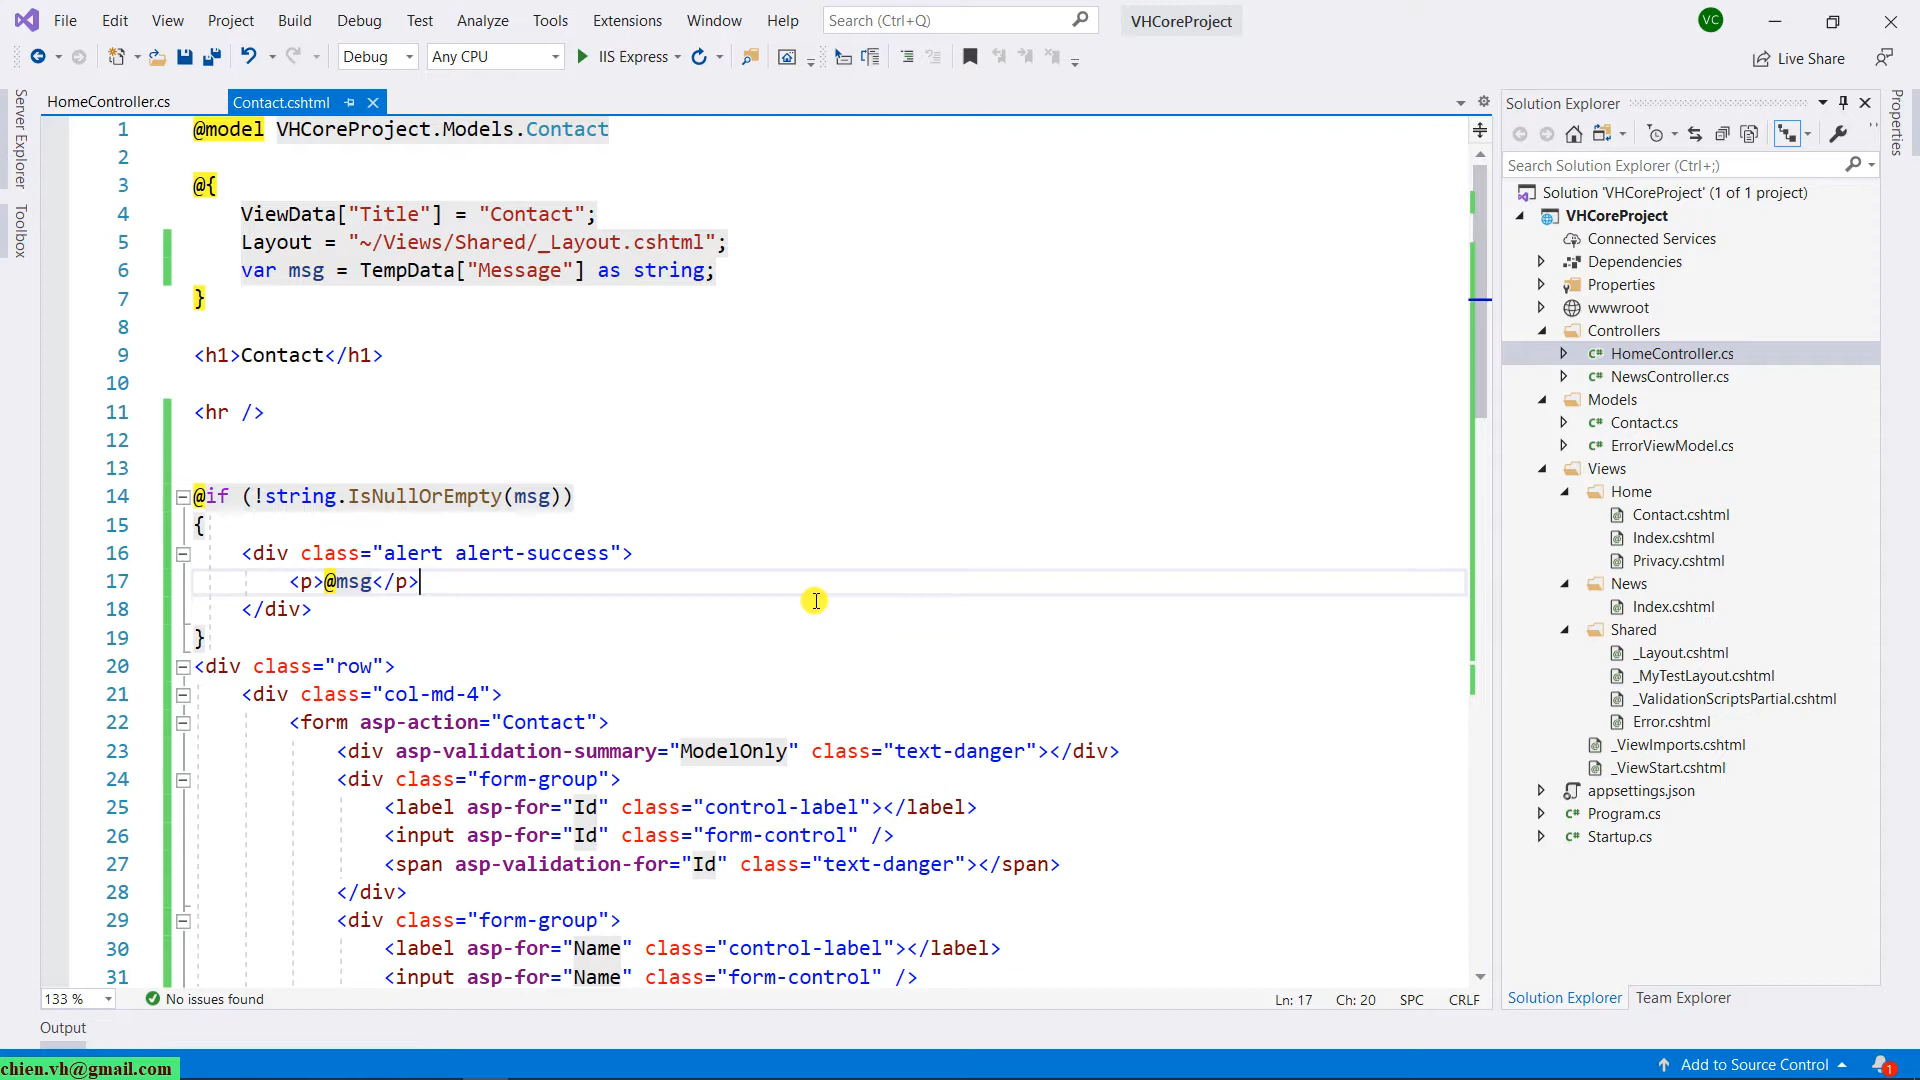 File Edit View Project Build Debug Test Analyze Tools Extensions Window Help Search (Ctrl+Q) VHCoreProject VC
Debug Any CPU IIS Express Live Share
HomeController.cs Contact.cshtml
Server Explorer
Toolbox
1 @model VHCoreProject.Models.Contact
2
3 @{
4 ViewData["Title"] = "Contact";
5 Layout = "~/Views/Shared/_Layout.cshtml";
6 var msg = TempData["Message"] as string;
7 }
8
9 <h1>Contact</h1>
10
11 <hr />
12
13
14 @if (!string.IsNullOrEmpty(msg))
15 {
16 <div class="alert alert-success">
17 <p>@msg</p>
18 </div>
19 }
20 <div class="row">
21 <div class="col-md-4">
22 <form asp-action="Contact">
23 <div asp-validation-summary="ModelOnly" class="text-danger"></div>
24 <div class="form-group">
25 <label asp-for="Id" class="control-label"></label>
26 <input asp-for="Id" class="form-control" />
27 <span asp-validation-for="Id" class="text-danger"></span>
28 </div>
29 <div class="form-group">
30 <label asp-for="Name" class="control-label"></label>
31 <input asp-for="Name" class="form-control" />
133 % No issues found Ln: 17 Ch: 20 SPC CRLF
Output
Solution Explorer
Search Solution Explorer (Ctrl+;)
Solution 'VHCoreProject' (1 of 1 project)
VHCoreProject
Connected Services
Dependencies
Properties
wwwroot
Controllers
C# HomeController.cs
C# NewsController.cs
Models
C# Contact.cs
C# ErrorViewModel.cs
Views
Home
Contact.cshtml
Index.cshtml
Privacy.cshtml
News
Index.cshtml
Shared
_Layout.cshtml
_MyTestLayout.cshtml
_ValidationScriptsPartial.cshtml
Error.cshtml
_ViewImports.cshtml
_ViewStart.cshtml
appsettings.json
C# Program.cs
C# Startup.cs
Solution Explorer Team Explorer
Properties
chien.vh@gmail.com
Add to Source Control 1